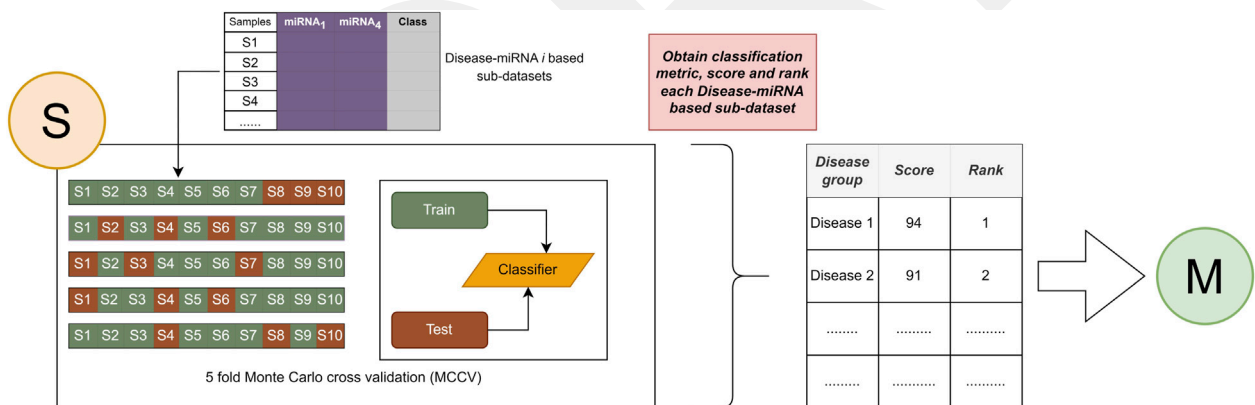 Samples miRNA1 miRNA4 Class
S1
S2
S3
S4
......
Disease-miRNA i based
sub-datasets
Obtain classification
metric, score and rank
each Disease-miRNA
based sub-dataset
S
S1 S2 S3 S4 S5 S6 S7 S8 S9 S10
S1 S2 S3 S4 S5 S6 S7 S8 S9 S10
S1 S2 S3 S4 S5 S6 S7 S8 S9 S10
S1 S2 S3 S4 S5 S6 S7 S8 S9 S10
S1 S2 S3 S4 S5 S6 S7 S8 S9 S10
Train
Classifier
Test
5 fold Monte Carlo cross validation (MCCV)
Disease
group Score Rank
Disease 1 94 1
Disease 2 91 2
........ ......... .........
......... ......... .........
M